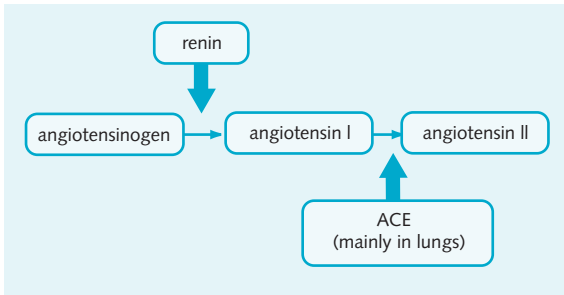 renin
angiotensinogen
angiotensin I
angiotensin II
ACE
(mainly in lungs)